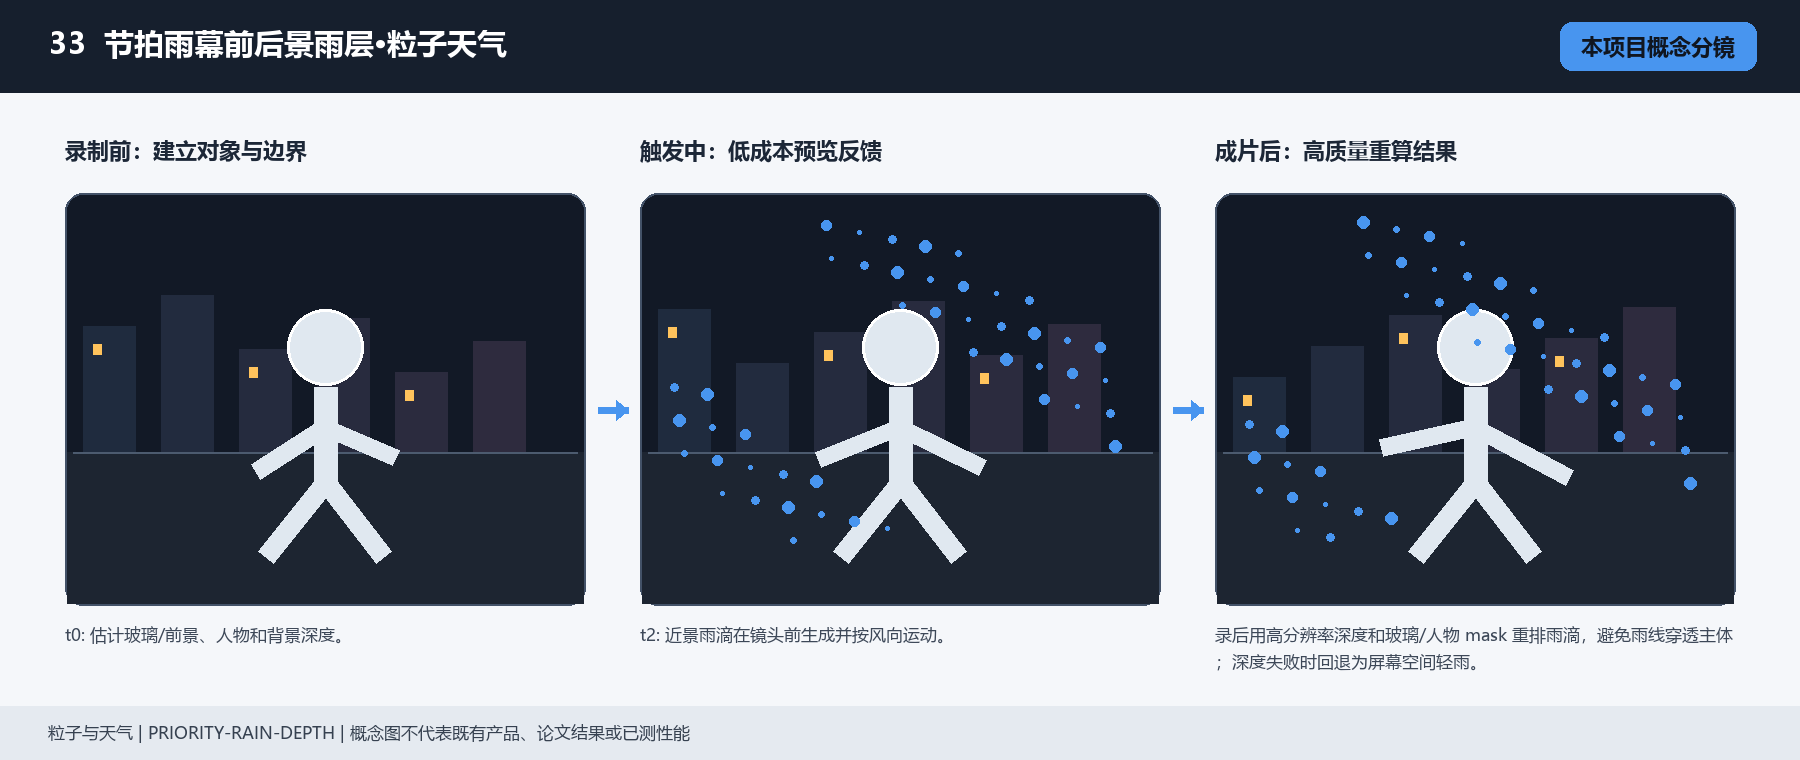 33 节拍雨幕前后景雨层•粒子天气
本项目概念分镜
录制前：建立对象与边界
触发中：低成本预览反馈
成片后：高质量重算结果
t0: 估计玻璃/前景、人物和背景深度。
t2: 近景雨滴在镜头前生成并按风向运动。
录后用高分辨率深度和玻璃/人物 mask 重排雨滴，避免雨线穿透主体
；深度失败时回退为屏幕空间轻雨。
粒子与天气 | PRIORITY-RAIN-DEPTH | 概念图不代表既有产品、论文结果或已测性能